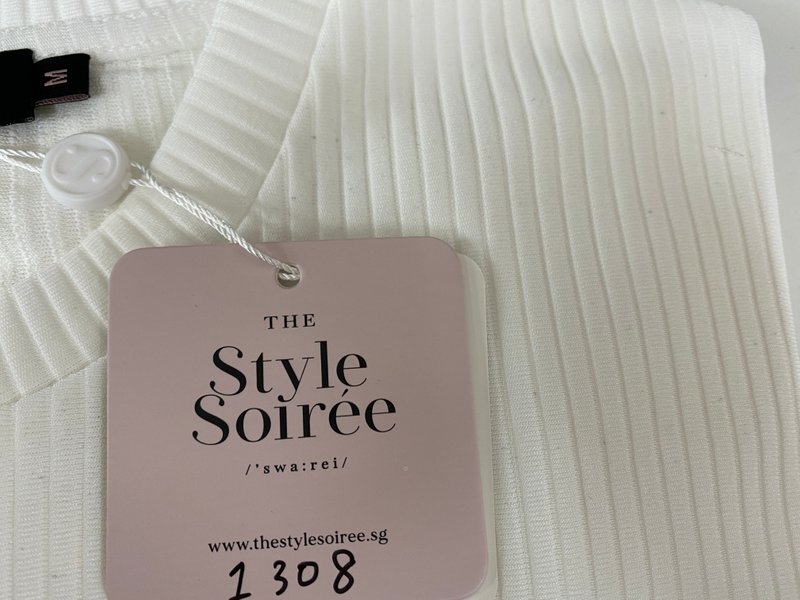 M
S
THE
Style
Soirée
/'swa:rei/
www.thestylesoiree.sg
1308